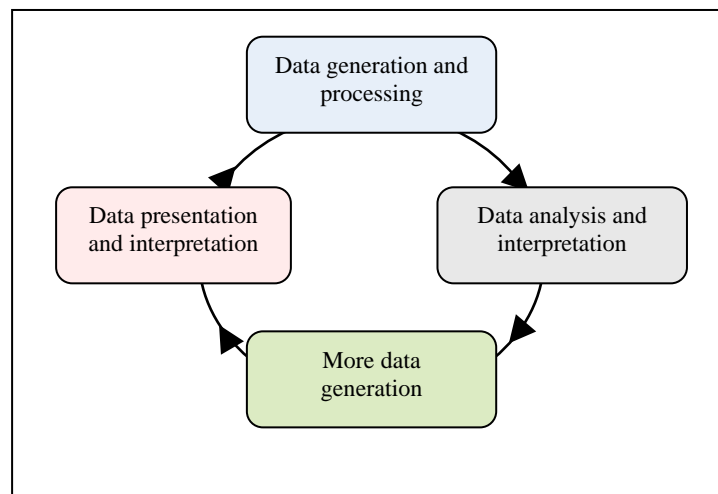 Data generation and
processing
Data presentation
and interpretation
Data analysis and
interpretation
More data
generation